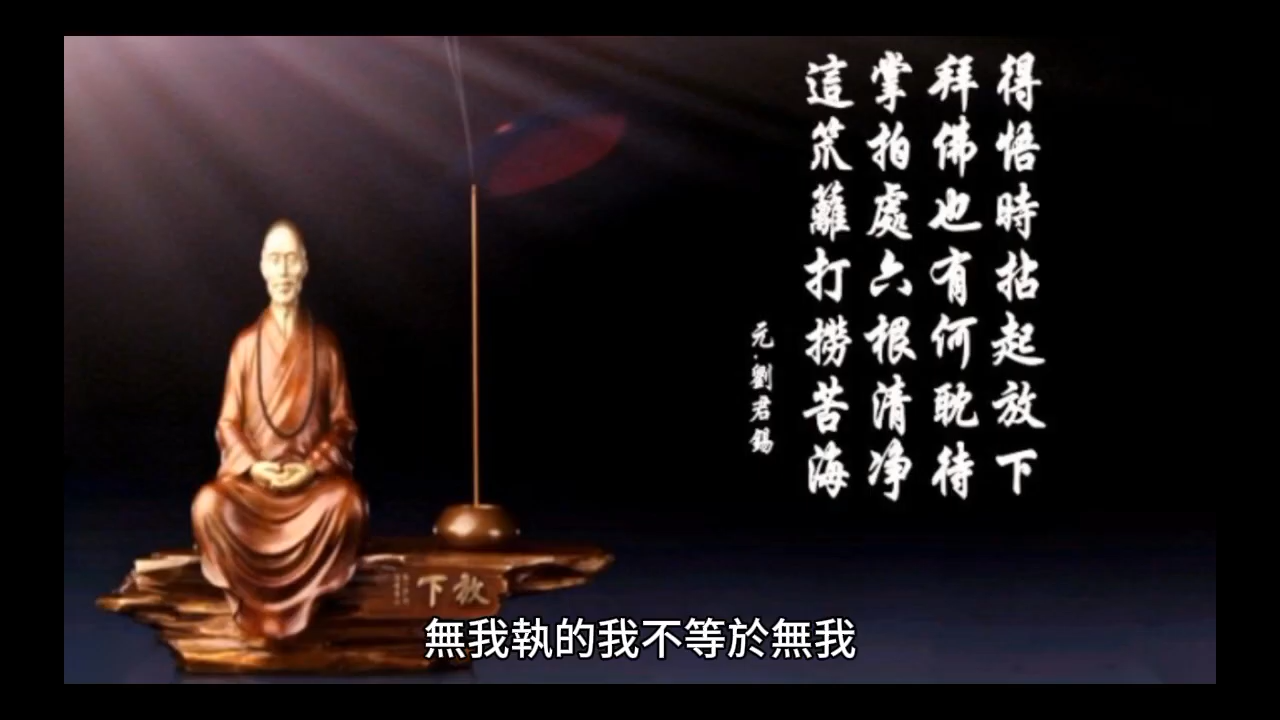 得悟時拈起放下
拜佛也有何耽待
掌拍處六根清净
這笊籬打撈苦海
元·劉君錫
放下
無我執的我不等於無我